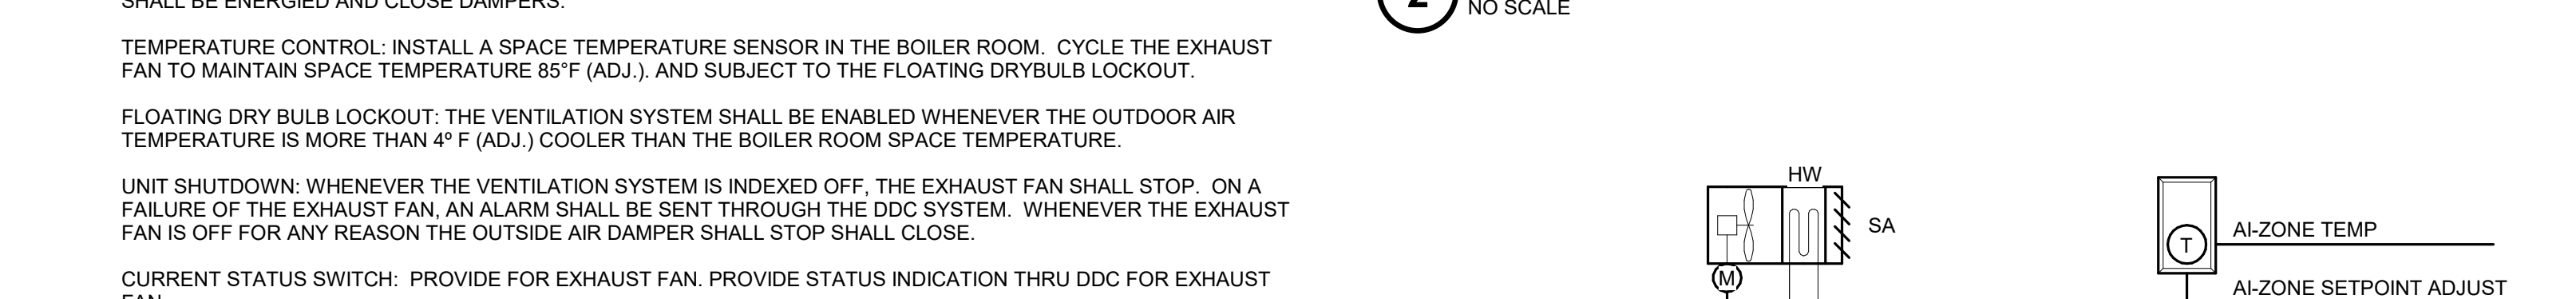 SHALL BE ENERGIED AND CLOSE DAMPERS.
TEMPERATURE CONTROL: INSTALL A SPACE TEMPERATURE SENSOR IN THE BOILER ROOM.  CYCLE THE EXHAUST
FAN TO MAINTAIN SPACE TEMPERATURE 85°F (ADJ.). AND SUBJECT TO THE FLOATING DRYBULB LOCKOUT.
FLOATING DRY BULB LOCKOUT: THE VENTILATION SYSTEM SHALL BE ENABLED WHENEVER THE OUTDOOR AIR
TEMPERATURE IS MORE THAN 4º F (ADJ.) COOLER THAN THE BOILER ROOM SPACE TEMPERATURE.
UNIT SHUTDOWN: WHENEVER THE VENTILATION SYSTEM IS INDEXED OFF, THE EXHAUST FAN SHALL STOP.  ON A
FAILURE OF THE EXHAUST FAN, AN ALARM SHALL BE SENT THROUGH THE DDC SYSTEM.  WHENEVER THE EXHAUST
FAN IS OFF FOR ANY REASON THE OUTSIDE AIR DAMPER SHALL STOP SHALL CLOSE.
CURRENT STATUS SWITCH:  PROVIDE FOR EXHAUST FAN. PROVIDE STATUS INDICATION THRU DDC FOR EXHAUST
FAN
2
NO SCALE
HW
SA
M
T
AI-ZONE TEMP
AI-ZONE SETPOINT ADJUST